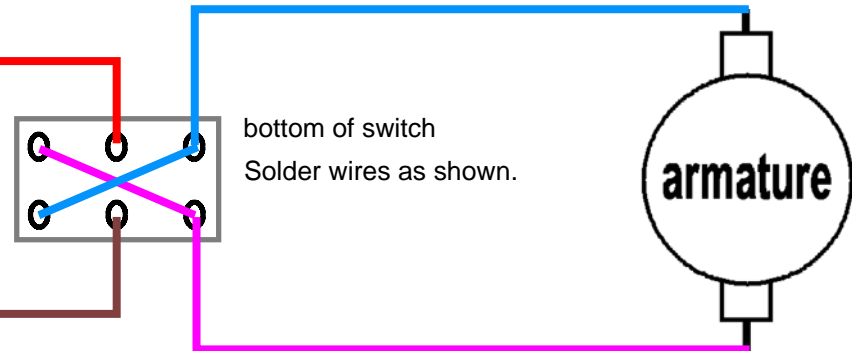 bottom of switch
Solder wires as shown.
armature